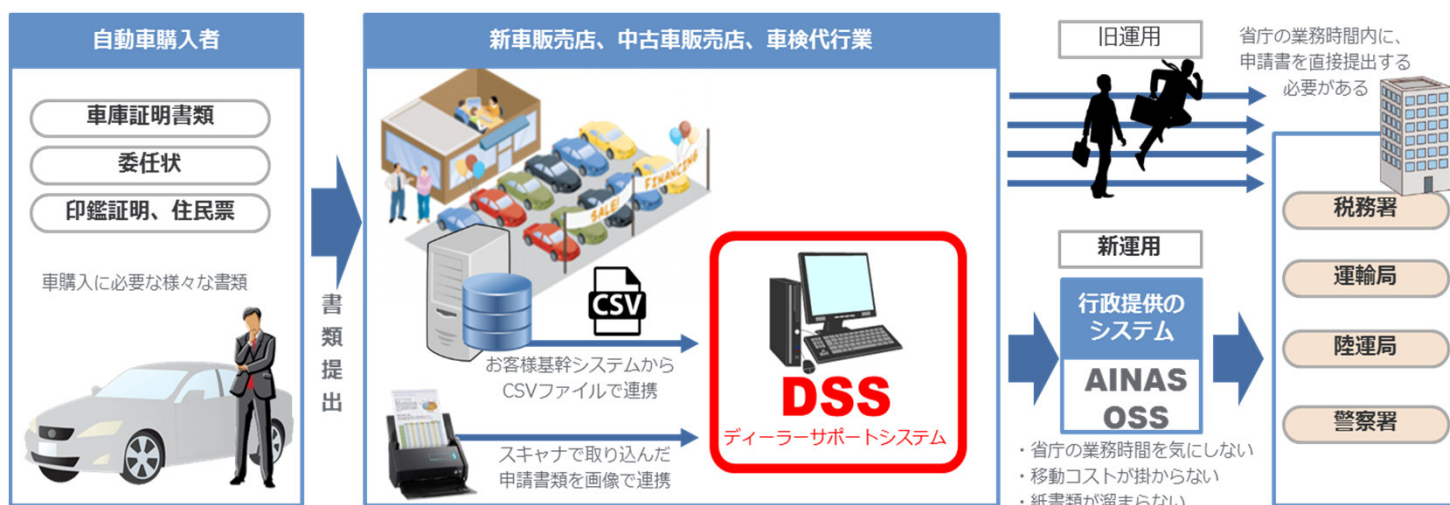 自動車購入者
車庫証明書類
委任状
印鑑証明、住民票
車購入に必要な様々な書類
書類提出
新車販売店、中古車販売店、車検代行業
SALE!
FINANCING
CSV
お客様基幹システムから
CSVファイルで連携
スキャナで取り込んだ
申請書類を画像で連携
DSS
ディーラーサポートシステム
旧運用
省庁の業務時間内に、
申請書を直接提出する
必要がある
新運用
行政提供の
システム
AINAS
OSS
・省庁の業務時間を気にしない
・移動コストが掛からない
・紙書類が溜まらない
税務署
運輸局
陸運局
警察署